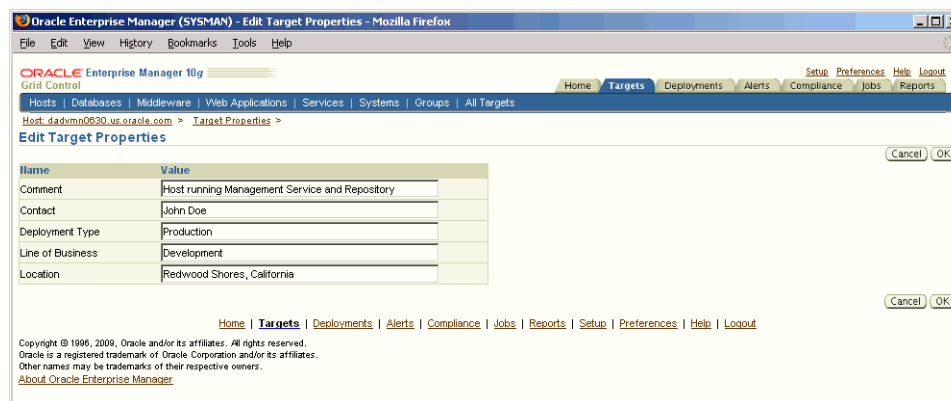 Oracle Enterprise Manager (SYSMAN) - Edit Target Properties - Mozilla Firefox
File Edit View History Bookmarks Tools Help
ORACLE Enterprise Manager 10g
Grid Control
Setup Preferences Help Logout
Home Targets Deployments Alerts Compliance Jobs Reports
Hosts | Databases | Middleware | Web Applications | Services | Systems | Groups | All Targets
Host: dadvmn0630.us.oracle.com > Target Properties >
Edit Target Properties
Cancel OK
Name Value
Comment Host running Management Service and Repository
Contact John Doe
Deployment Type Production
Line of Business Development
Location Redwood Shores, California
Cancel OK
Home | Targets | Deployments | Alerts | Compliance | Jobs | Reports | Setup | Preferences | Help | Logout
Copyright © 1996, 2009, Oracle and/or its affiliates. All rights reserved.
Oracle is a registered trademark of Oracle Corporation and/or its affiliates.
Other names may be trademarks of their respective owners.
About Oracle Enterprise Manager